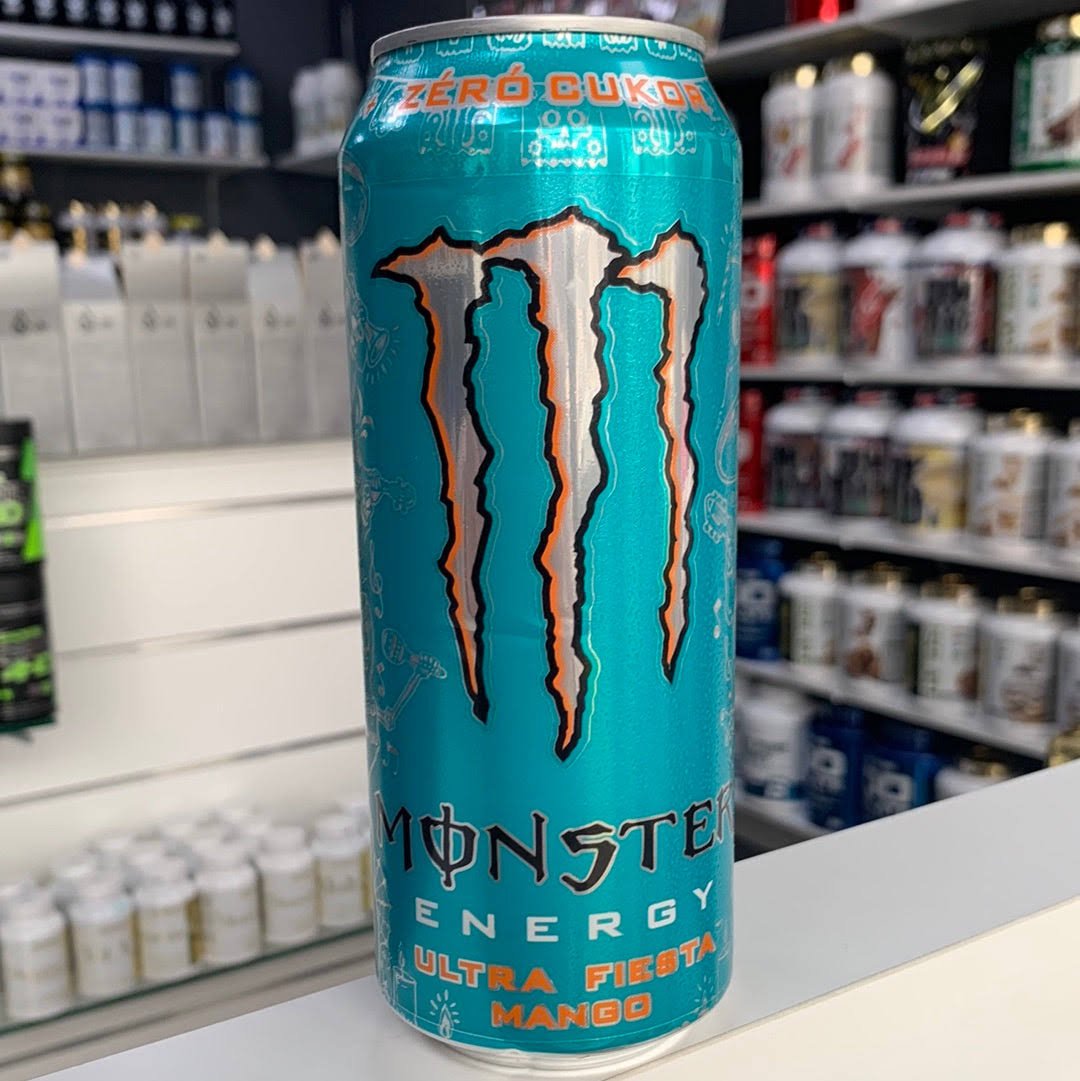 ZÉRÓ CUKOR
MONSTER
ENERGY
ULTRA FIESTA
MANGO